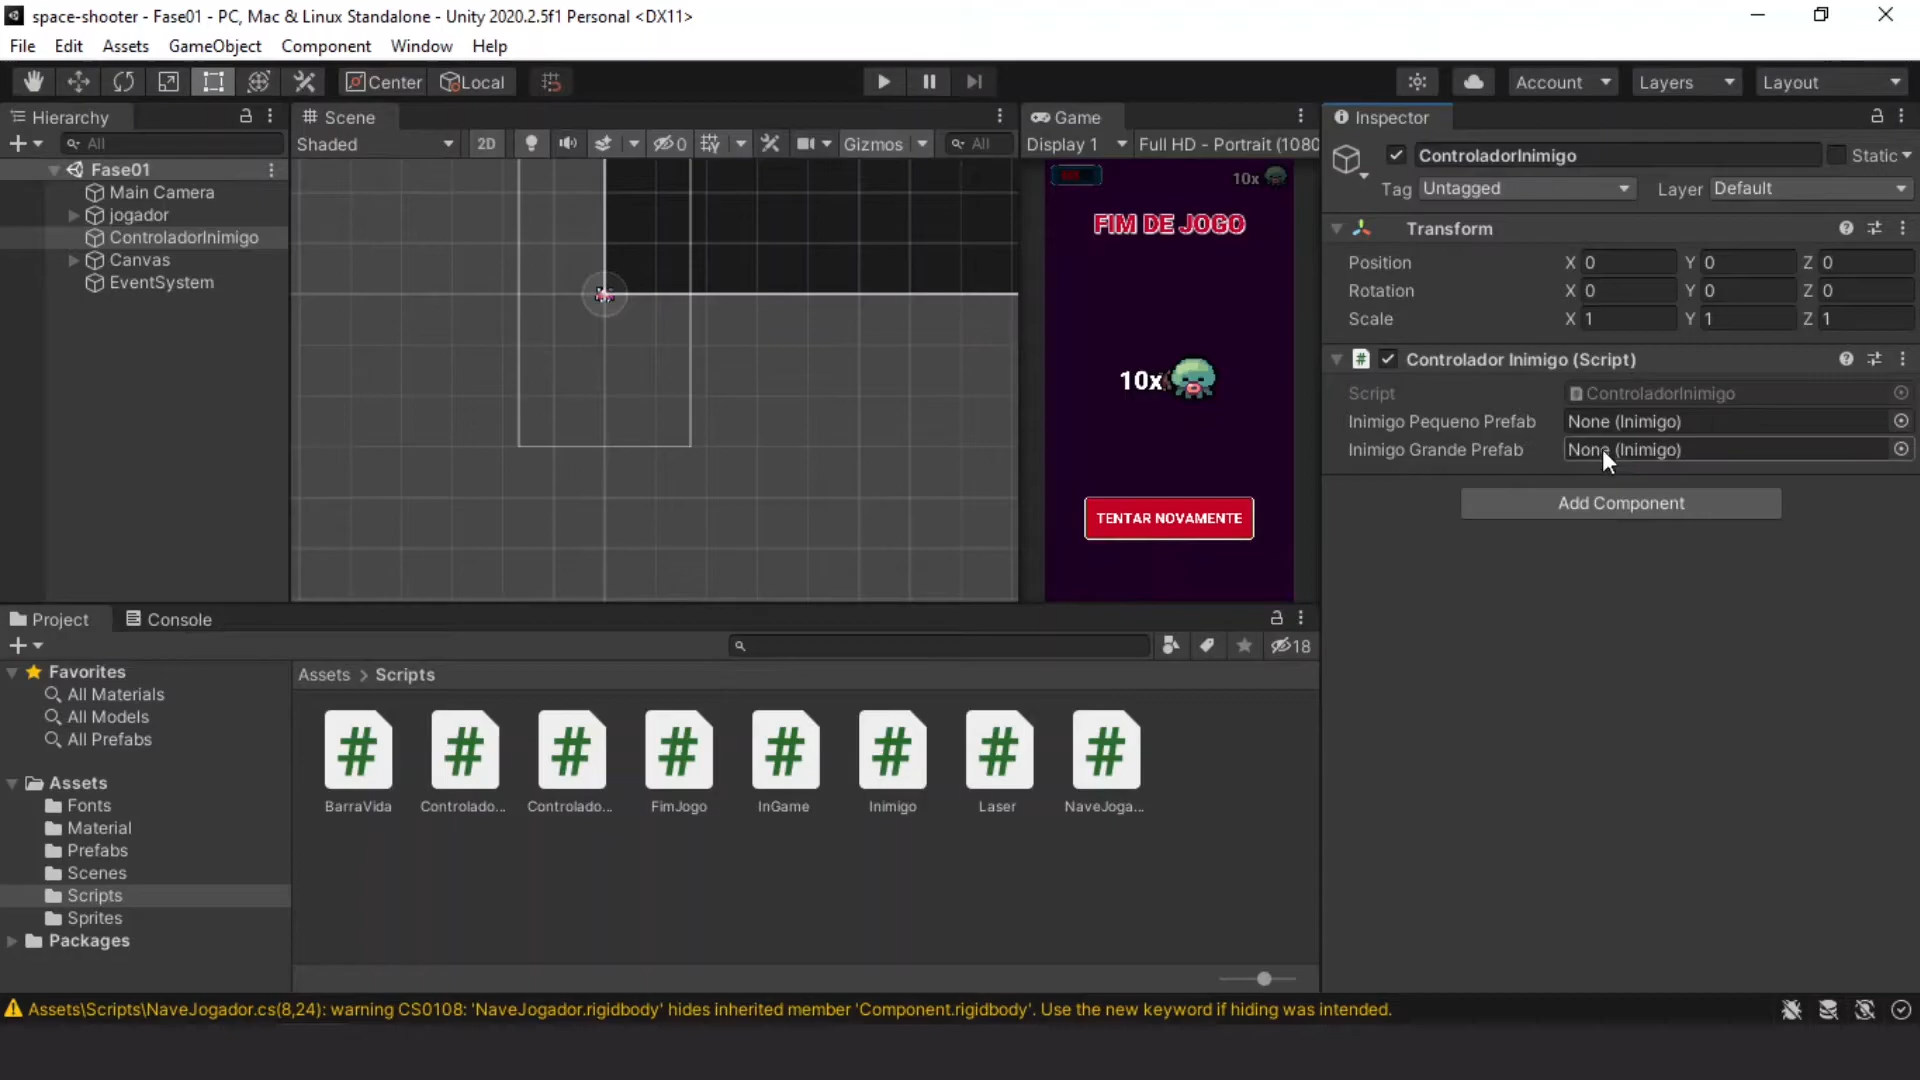 space-shooter - Fase01 - PC, Mac & Linux Standalone - Unity 2020.2.5f1 Personal <DX11>
File Edit Assets GameObject Component Window Help
Center Local Account Layers Layout
Hierarchy
All
Fase01
Main Camera
jogador
ControladorInimigo
Canvas
EventSystem
Scene
Shaded 2D 0 Gizmos All
Game
Display 1 Full HD - Portrait (1080
10x
FIM DE JOGO
10x
TENTAR NOVAMENTE
Inspector
ControladorInimigo Static
Tag Untagged Layer Default
Transform
Position X 0 Y 0 Z 0
Rotation X 0 Y 0 Z 0
Scale X 1 Y 1 Z 1
# Controlador Inimigo (Script)
Script ControladorInimigo
Inimigo Pequeno Prefab None (Inimigo)
Inimigo Grande Prefab None (Inimigo)
Add Component
Project Console
18
Favorites
All Materials
All Models
All Prefabs
Assets
Fonts
Material
Prefabs
Scenes
Scripts
Sprites
Packages
Assets > Scripts
# # # # # # # #
BarraVida Controlado... Controlado... FimJogo InGame Inimigo Laser NaveJoga...
Assets\Scripts\NaveJogador.cs(8,24): warning CS0108: 'NaveJogador.rigidbody' hides inherited member 'Component.rigidbody'. Use the new keyword if hiding was intended.